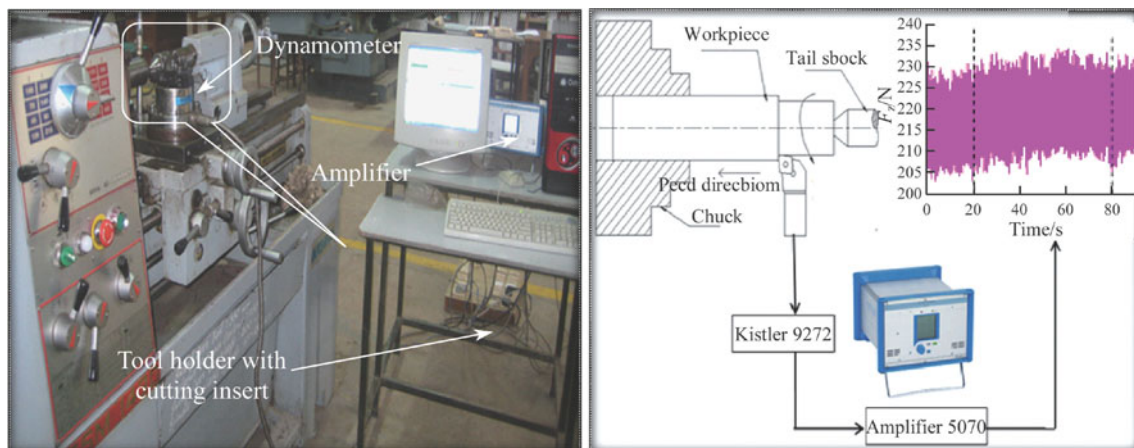 Dynamometer
Amplifier
Tool holder with
cutting insert
Workpiece
Tail sbock
Pecd direcbiom
Chuck
Kistler 9272
Amplifier 5070
F_z/N
240
235
230
225
220
215
210
205
200
0
20
40
60
80
Time/s